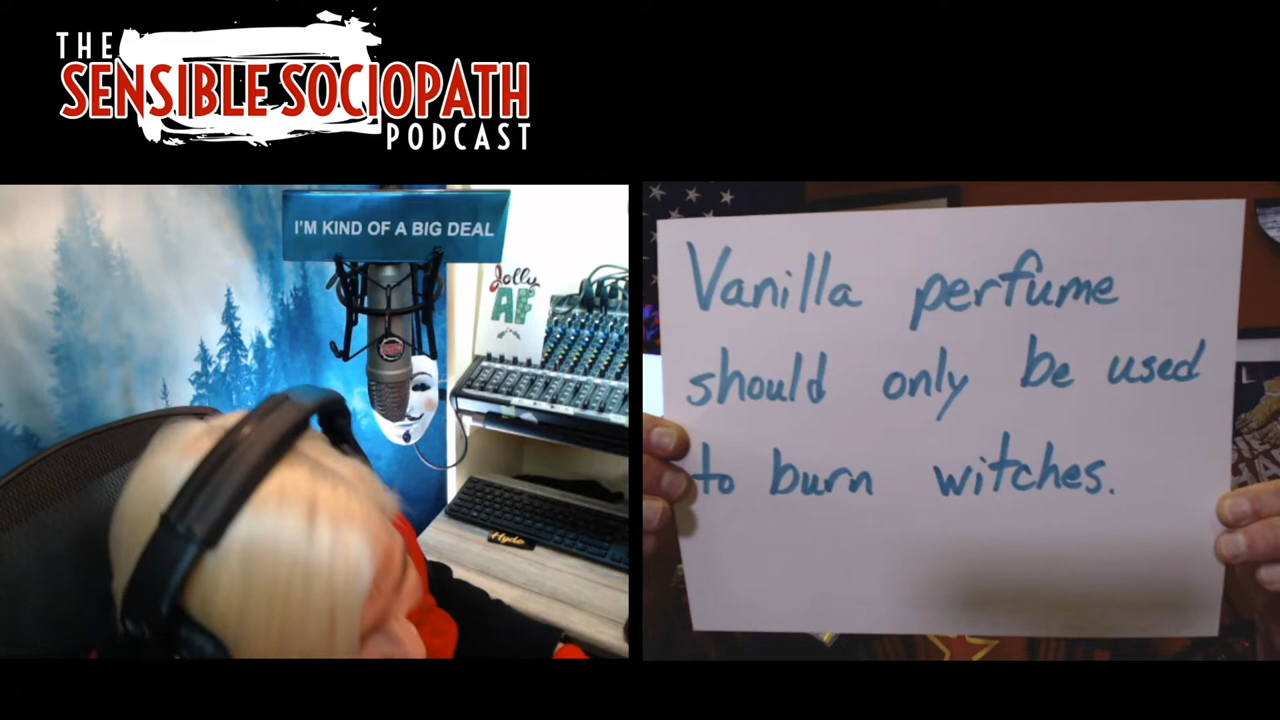 THE
SENSIBLE SOCIOPATH
PODCAST
I'M KIND OF A BIG DEAL
Jolly
AF
Hyde
Vanilla perfume
should only be used
to burn witches.